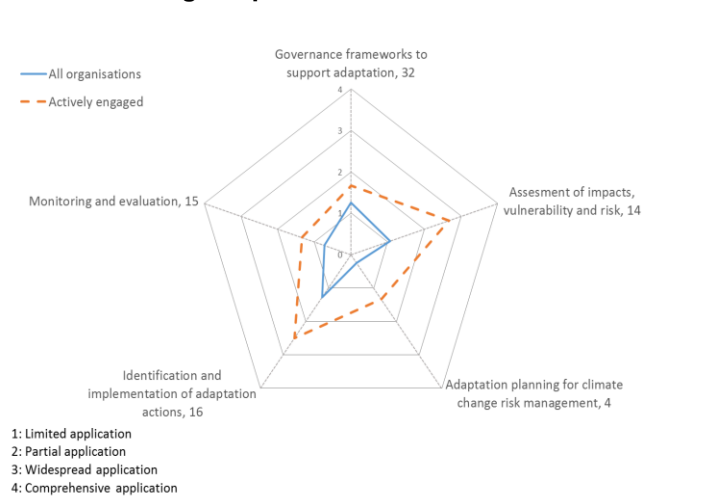 Governance frameworks to
support adaptation, 32
All organisations
Actively engaged
4
3
2
1
0
Assesment of impacts,
vulnerability and risk, 14
Monitoring and evaluation, 15
Identification and
implementation of adaptation
actions, 16
Adaptation planning for climate
change risk management, 4
1: Limited application
2: Partial application
3: Widespread application
4: Comprehensive application